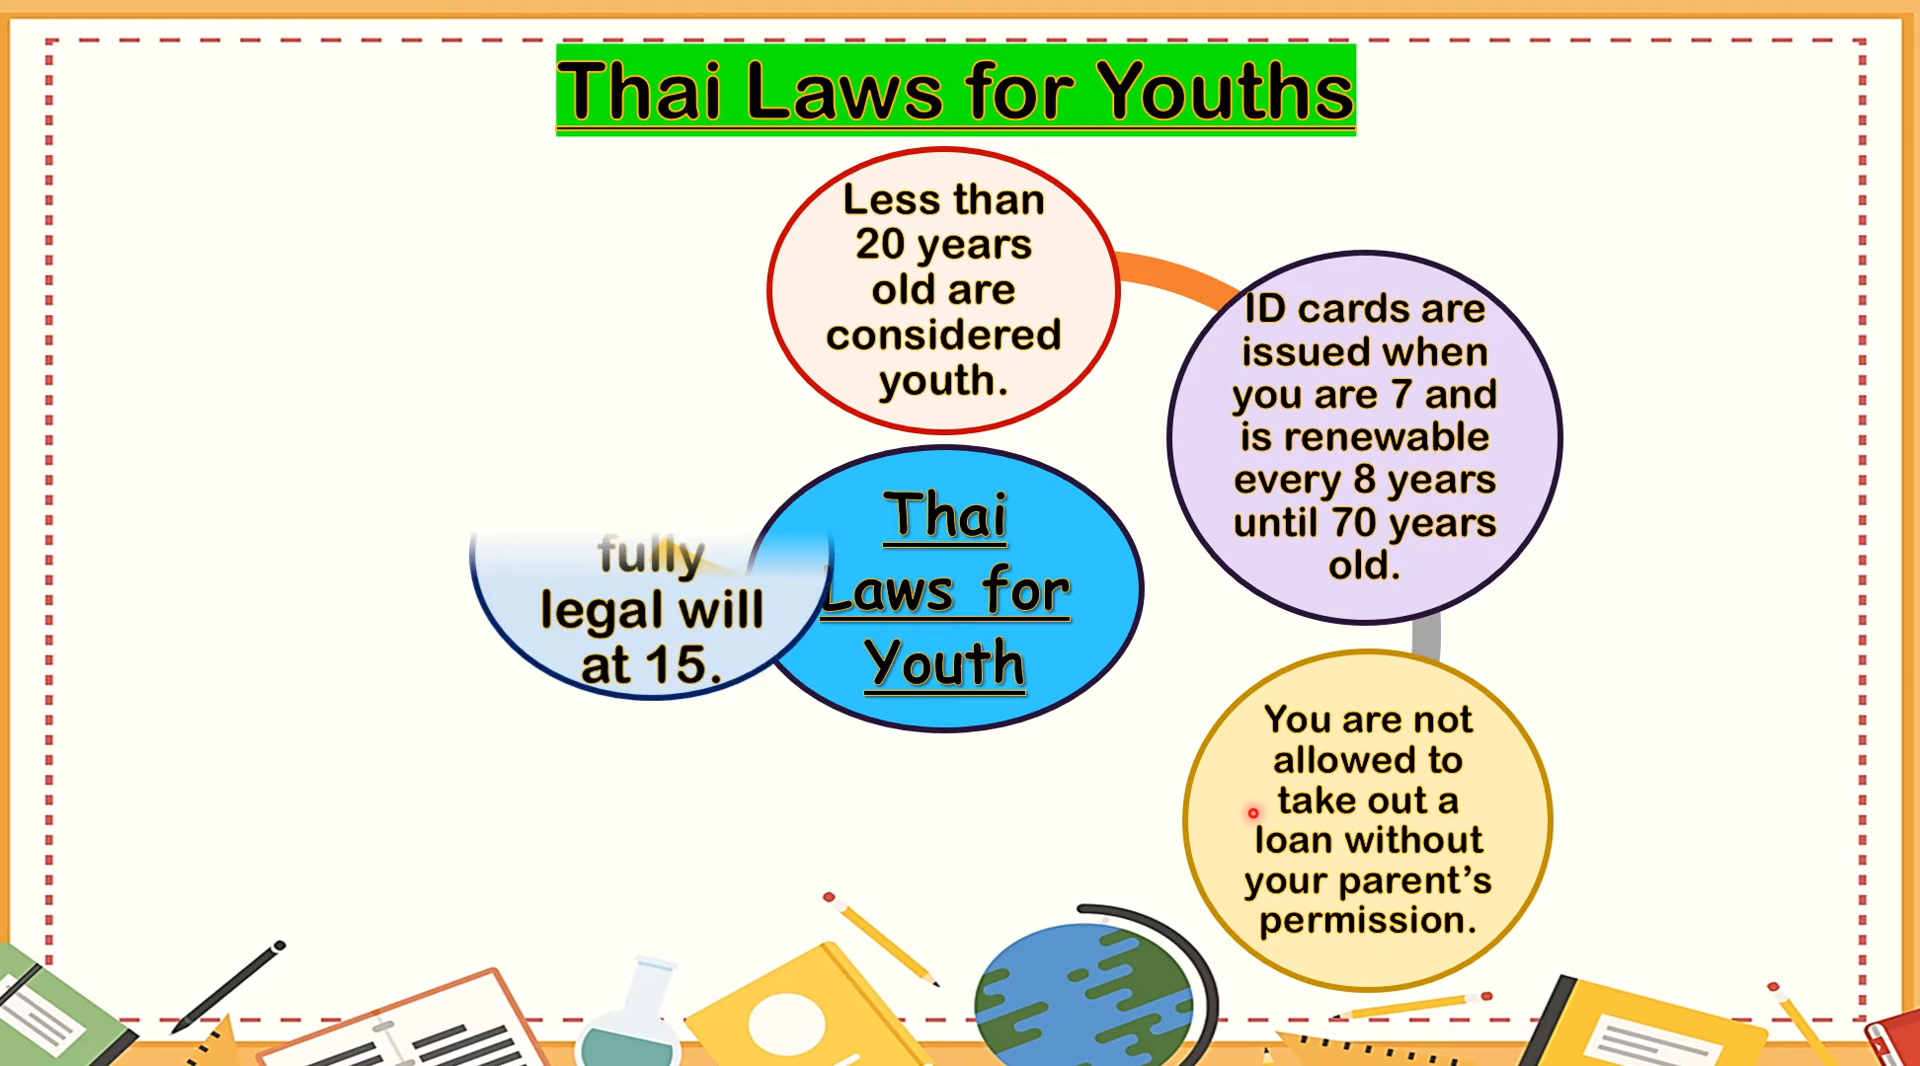 Thai Laws for Youths
Less than
20 years
old are
considered
youth.
ID cards are
issued when
you are 7 and
is renewable
every 8 years
until 70 years
old.
You are not
allowed to
take out a
loan without
your parent’s
permission.
fully
legal will
at 15.
Thai
Laws for
Youth